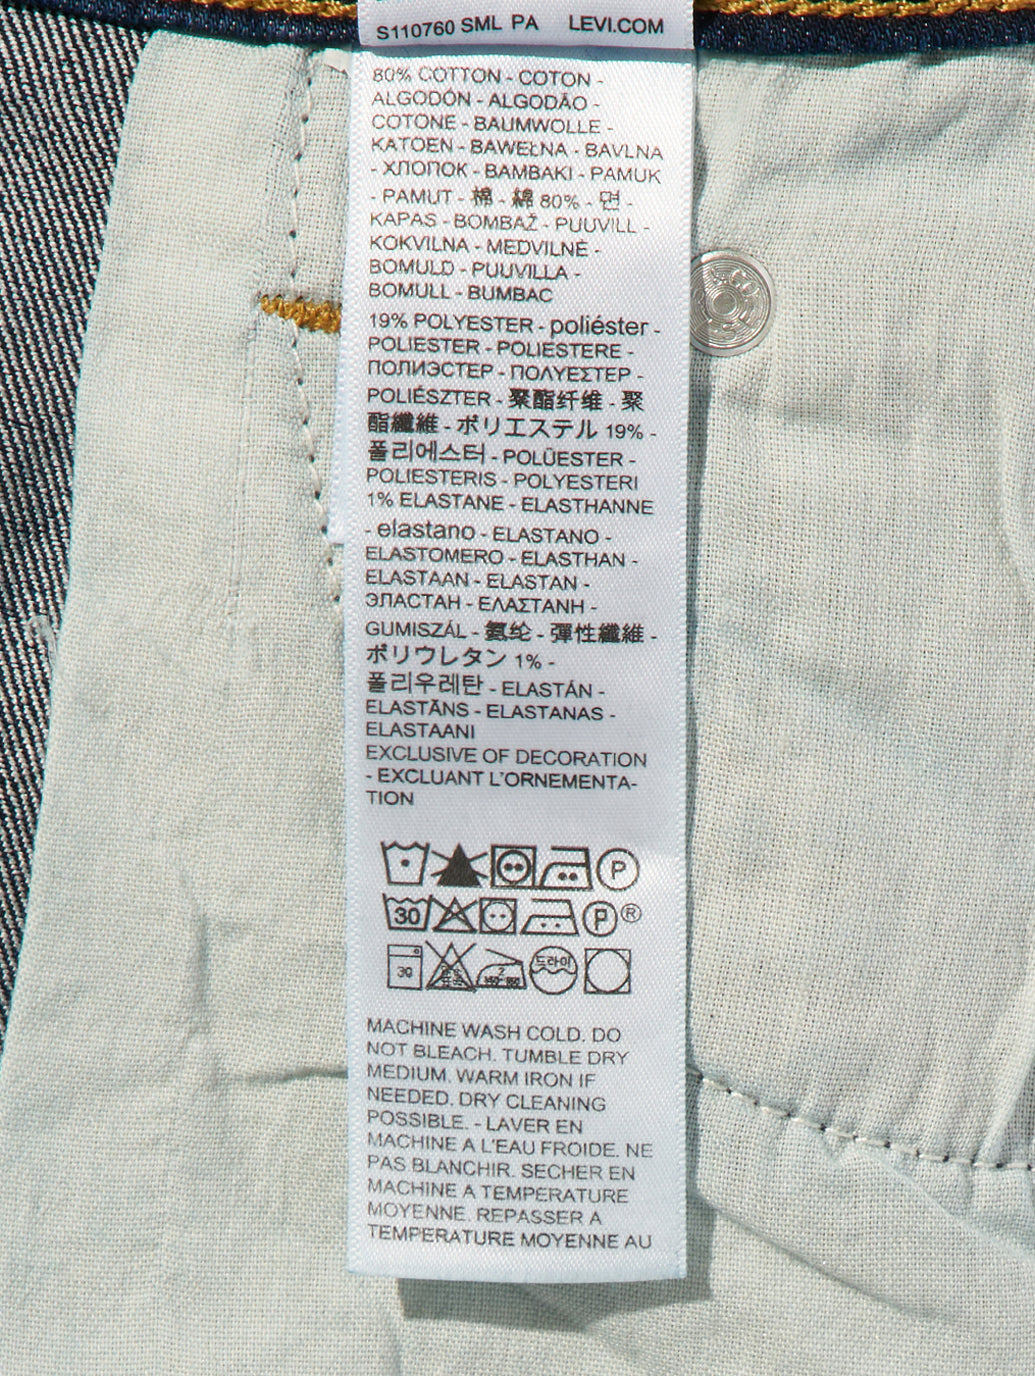 S110760 SML PA LEVI.COM
80% COTTON - COTON -
ALGODÓN - ALGODÃO -
COTONE - BAUMWOLLE -
KATOEN - BAWEŁNA - BAVLNA
- ХЛОПОК - BAMBAKI - PAMUK
- PAMUT - 棉 - 綿 80% - 면 -
KAPAS - BOMBAŽ - PUUVILL -
KOKVILNA - MEDVILNĖ -
BOMULD - PUUVILLA -
BOMULL - BUMBAC
19% POLYESTER - poliéster -
POLIESTER - POLIESTERE -
ПОЛИЭСТЕР - ΠΟΛΥΕΣΤΕΡ -
POLIÉSZTER - 聚酯纤维 - 聚
酯纖維 - ポリエステル 19% -
폴리에스터 - POLÜESTER -
POLIESTERIS - POLYESTERI
1% ELASTANE - ELASTHANNE
- elastano - ELASTANO -
ELASTOMERO - ELASTHAN -
ELASTAAN - ELASTAN -
ЭЛАСТАН - ΕΛΑΣΤΑΝΗ -
GUMISZÁL - 氨纶 - 彈性纖維 -
ポリウレタン 1% -
폴리우레탄 - ELASTÁN -
ELASTĀNS - ELASTANAS -
ELASTAANI
EXCLUSIVE OF DECORATION
- EXCLUANT L'ORNEMENTA-
TION
P
30 P ®
30 2 드라이
MACHINE WASH COLD. DO
NOT BLEACH. TUMBLE DRY
MEDIUM. WARM IRON IF
NEEDED. DRY CLEANING
POSSIBLE. - LAVER EN
MACHINE A L'EAU FROIDE. NE
PAS BLANCHIR. SECHER EN
MACHINE A TEMPERATURE
MOYENNE. REPASSER A
TEMPERATURE MOYENNE AU